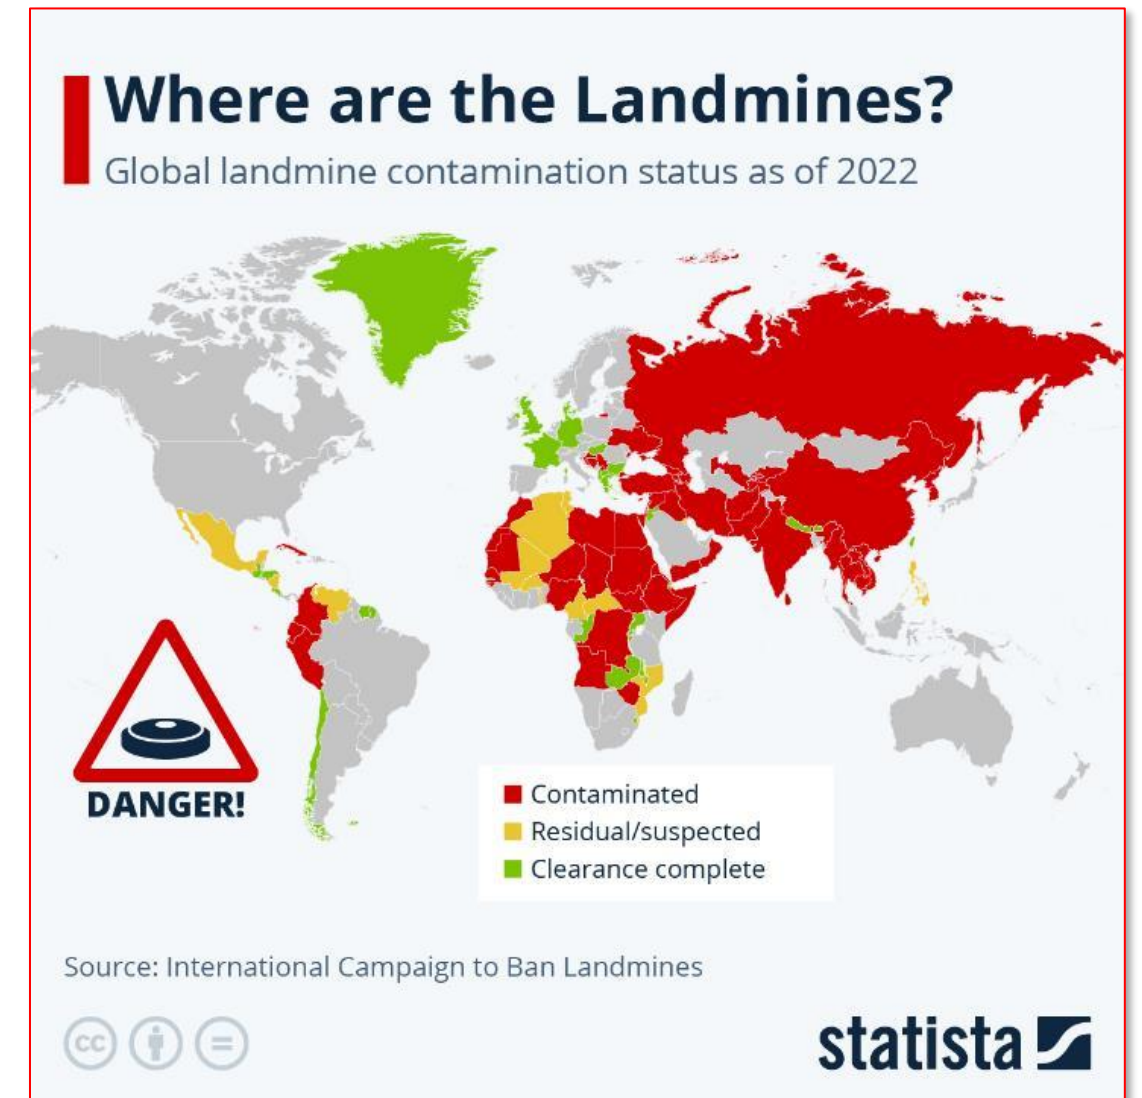 Where are the Landmines?
Global landmine contamination status as of 2022
DANGER!
Contaminated
Residual/suspected
Clearance complete
Source: International Campaign to Ban Landmines
cc
statista